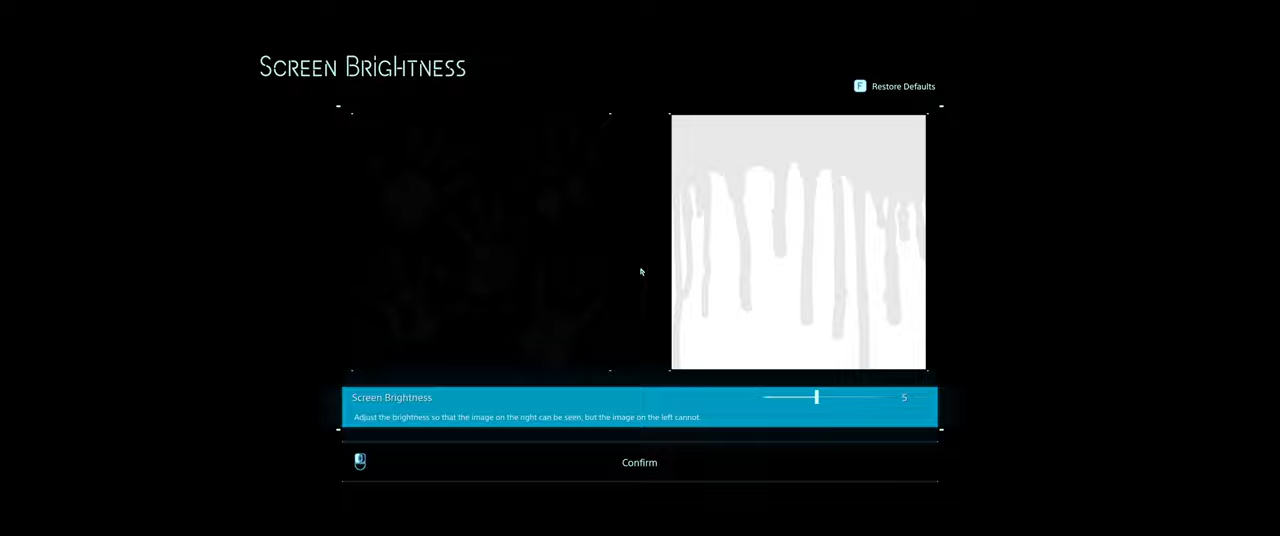 Screen Brightness
F Restore Defaults
Screen Brightness 5
Adjust the brightness so that the image on the right can be seen, but the image on the left cannot.
Confirm